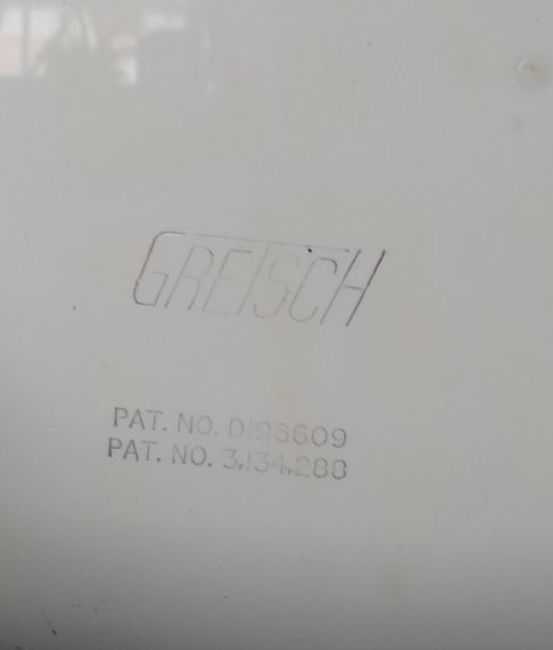 GRETSCH
PAT. NO. D196609
PAT. NO. 3,134,288